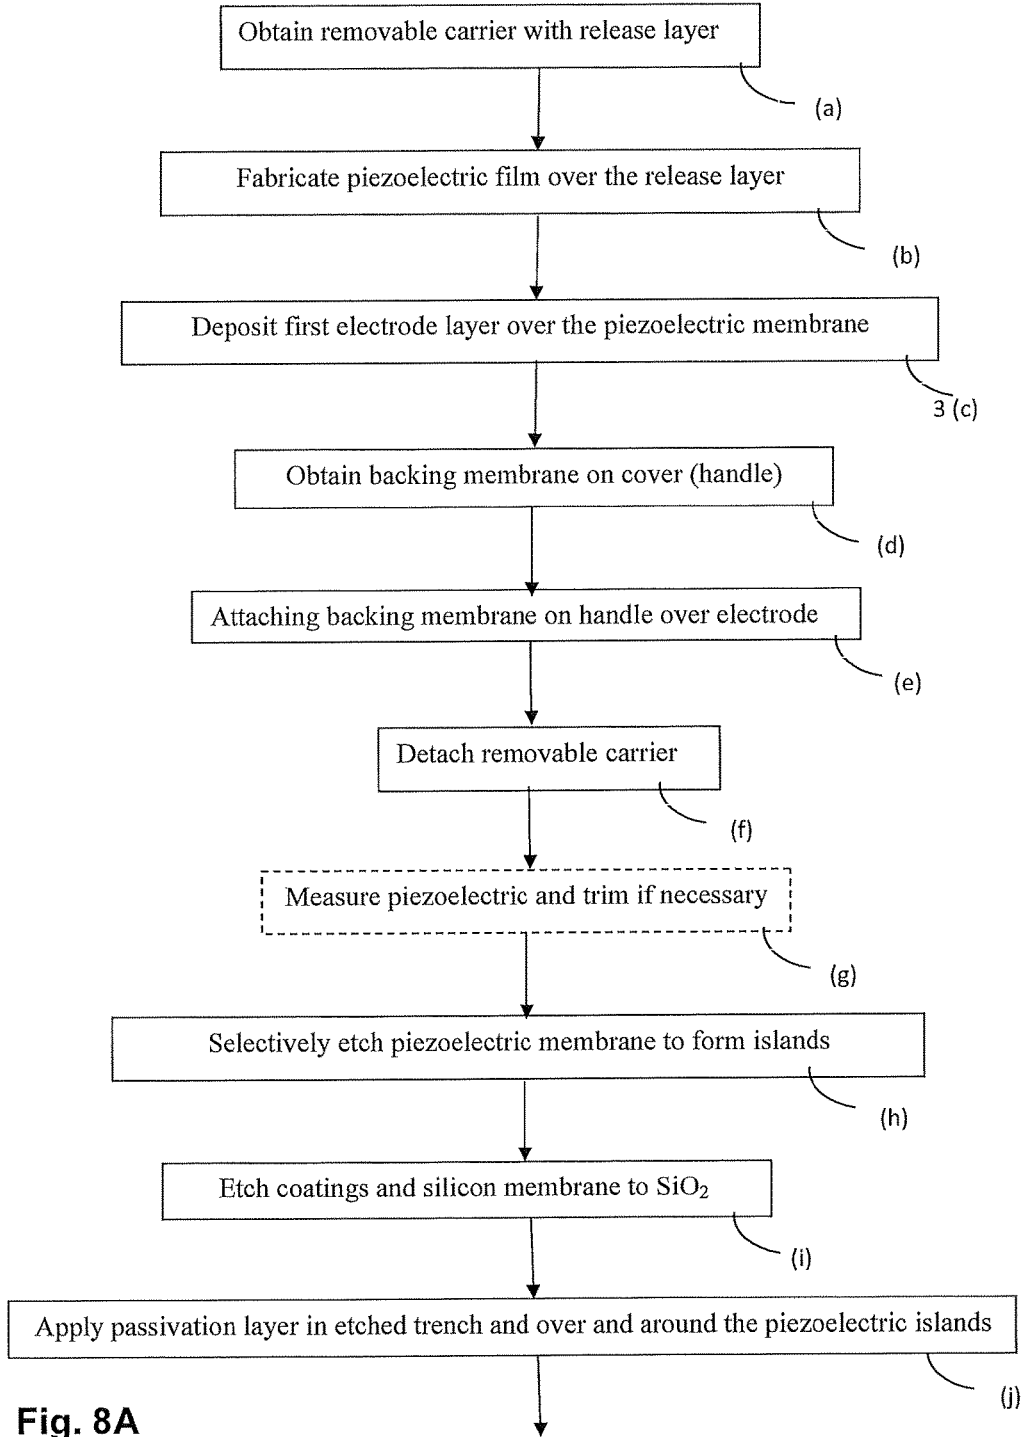 Obtain removable carrier with release layer
(a)
Fabricate piezoelectric film over the release layer
(b)
Deposit first electrode layer over the piezoelectric membrane
3 (c)
Obtain backing membrane on cover (handle)
(d)
Attaching backing membrane on handle over electrode
(e)
Detach removable carrier
(f)
Measure piezoelectric and trim if necessary
(g)
Selectively etch piezoelectric membrane to form islands
(h)
Etch coatings and silicon membrane to SiO₂
(i)
Apply passivation layer in etched trench and over and around the piezoelectric islands
(j)
Fig. 8A